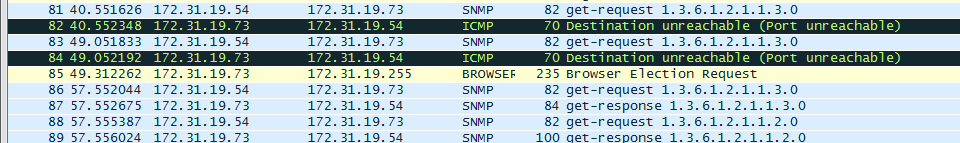 81 40.551626 172.31.19.54 172.31.19.73 SNMP 82 get-request 1.3.6.1.2.1.1.3.0
82 40.552348 172.31.19.73 172.31.19.54 ICMP 70 Destination unreachable (Port unreachable)
83 49.051833 172.31.19.54 172.31.19.73 SNMP 82 get-request 1.3.6.1.2.1.1.3.0
84 49.052192 172.31.19.73 172.31.19.54 ICMP 70 Destination unreachable (Port unreachable)
85 49.312262 172.31.19.73 172.31.19.255 BROWSER 235 Browser Election Request
86 57.552044 172.31.19.54 172.31.19.73 SNMP 82 get-request 1.3.6.1.2.1.1.3.0
87 57.552675 172.31.19.73 172.31.19.54 SNMP 84 get-response 1.3.6.1.2.1.1.3.0
88 57.555387 172.31.19.54 172.31.19.73 SNMP 82 get-request 1.3.6.1.2.1.1.2.0
89 57.556024 172.31.19.73 172.31.19.54 SNMP 100 get-response 1.3.6.1.2.1.1.2.0